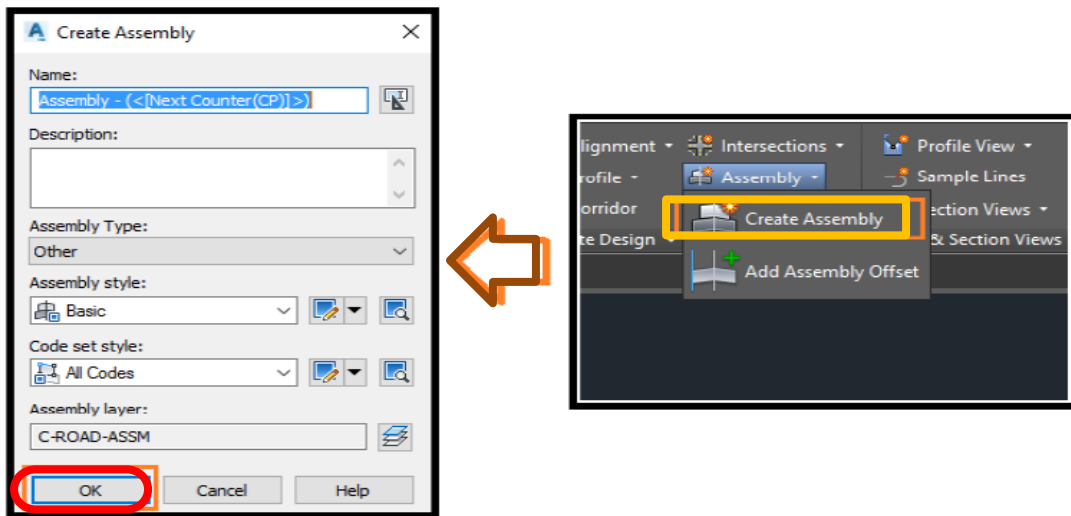 Create Assembly
Name:
Assembly - (<[Next Counter(CP)]>)
Description:
Assembly Type:
Other
Assembly style:
Basic
Code set style:
All Codes
Assembly layer:
C-ROAD-ASSM
OK Cancel Help
lignment Intersections Profile View
rofile Assembly Sample Lines
orridor Create Assembly ection Views
te Design & Section Views
Add Assembly Offset